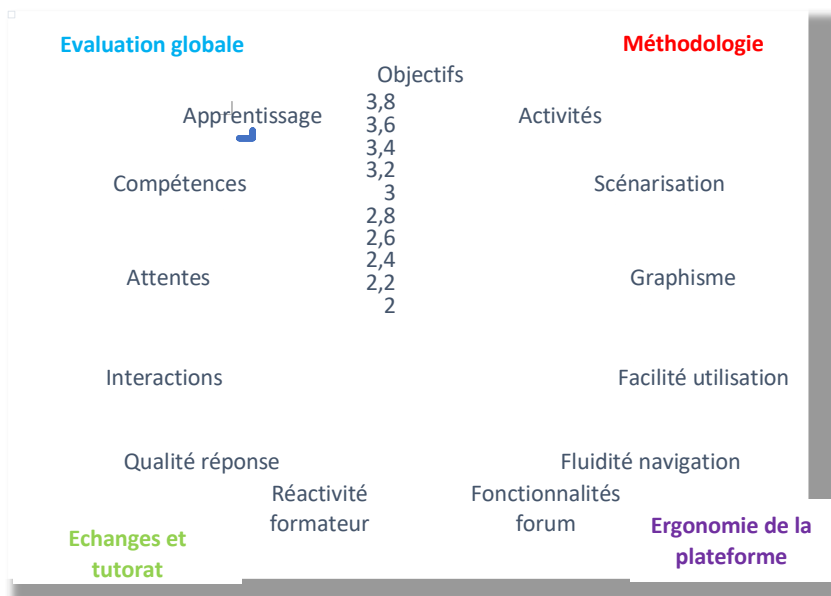 Evaluation globale
Méthodologie
Objectifs
Apprentissage
Activités
3,8
3,6
3,4
3,2
3
2,8
2,6
2,4
2,2
2
Compétences
Scénarisation
Attentes
Graphisme
Interactions
Facilité utilisation
Qualité réponse
Fluidité navigation
Réactivité
formateur
Fonctionnalités
forum
Echanges et
tutorat
Ergonomie de la
plateforme